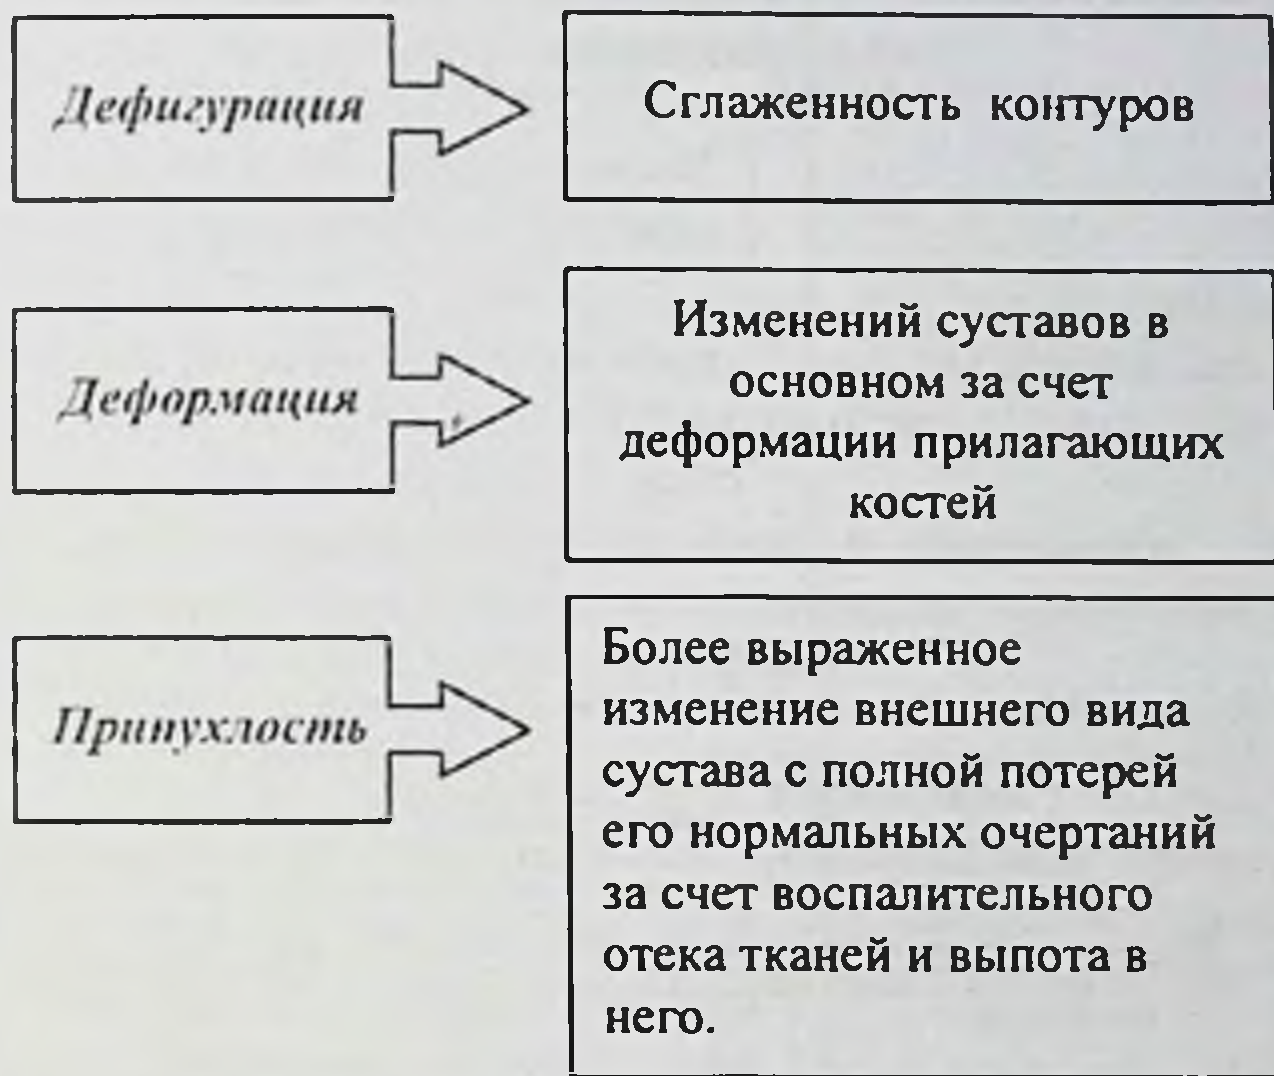 Дефигурация
Сглаженность контуров
Деформация
Изменений суставов в
основном за счет
деформации прилагающих
костей
Припухлость
Более выраженное
изменение внешнего вида
сустава с полной потерей
его нормальных очертаний
за счет воспалительного
отека тканей и выпота в
него.